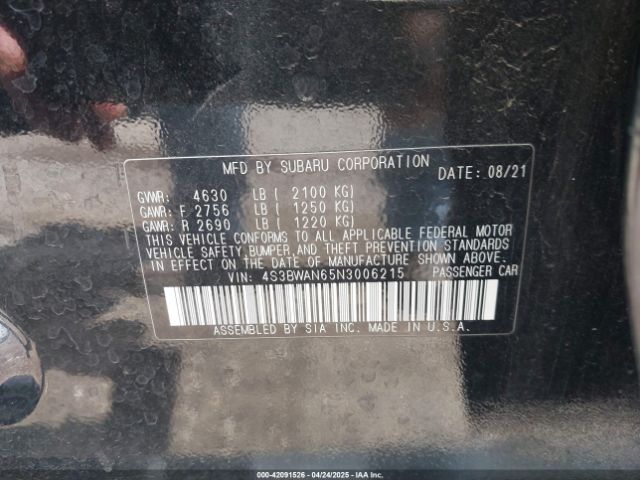 MFD BY SUBARU CORPORATION DATE: 08/21
GVWR: 4630 LB ( 2100 KG)
GAWR: F 2756 LB ( 1250 KG)
GAWR: R 2690 LB ( 1220 KG)
THIS VEHICLE CONFORMS TO ALL APPLICABLE FEDERAL MOTOR
VEHICLE SAFETY,BUMPER,AND THEFT PREVENTION STANDARDS
IN EFFECT ON THE DATE OF MANUFACTURE SHOWN ABOVE.
VIN: 4S3BWAN65N3006215 PASSENGER CAR
ASSEMBLED BY SIA INC. MADE IN U.S.A.
000-42091526 - 04/24/2025 - IAA Inc.